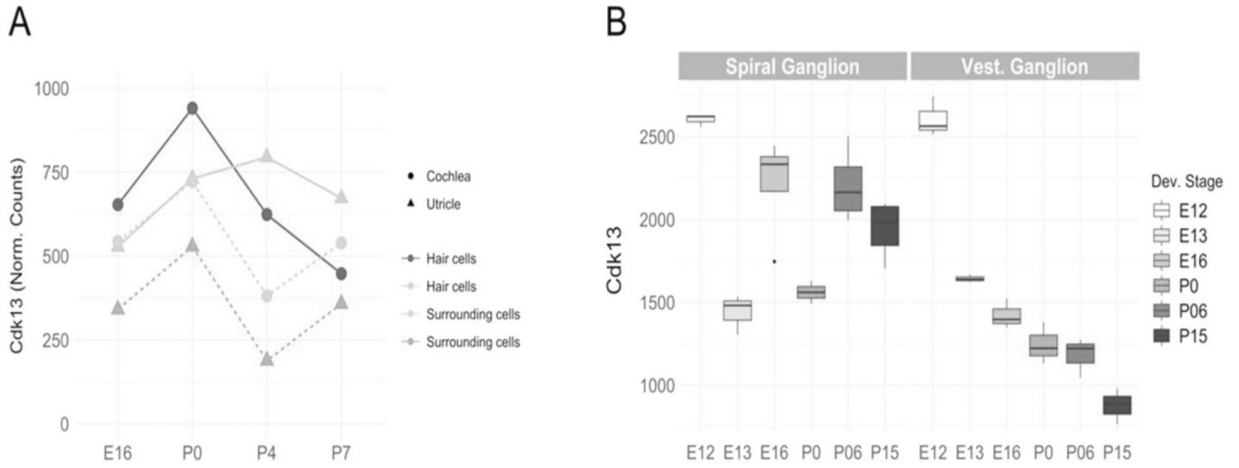 A
Cdk13 (Norm. Counts)
1000
750
500
250
0
E16 P0 P4 P7
Cochlea
Utricle
Hair cells
Hair cells
Surrounding cells
Surrounding cells
B
Spiral Ganglion Vest. Ganglion
Cdk13
2500
2000
1500
1000
E12 E13 E16 P0 P06 P15 E12 E13 E16 P0 P06 P15
Dev. Stage
E12
E13
E16
P0
P06
P15